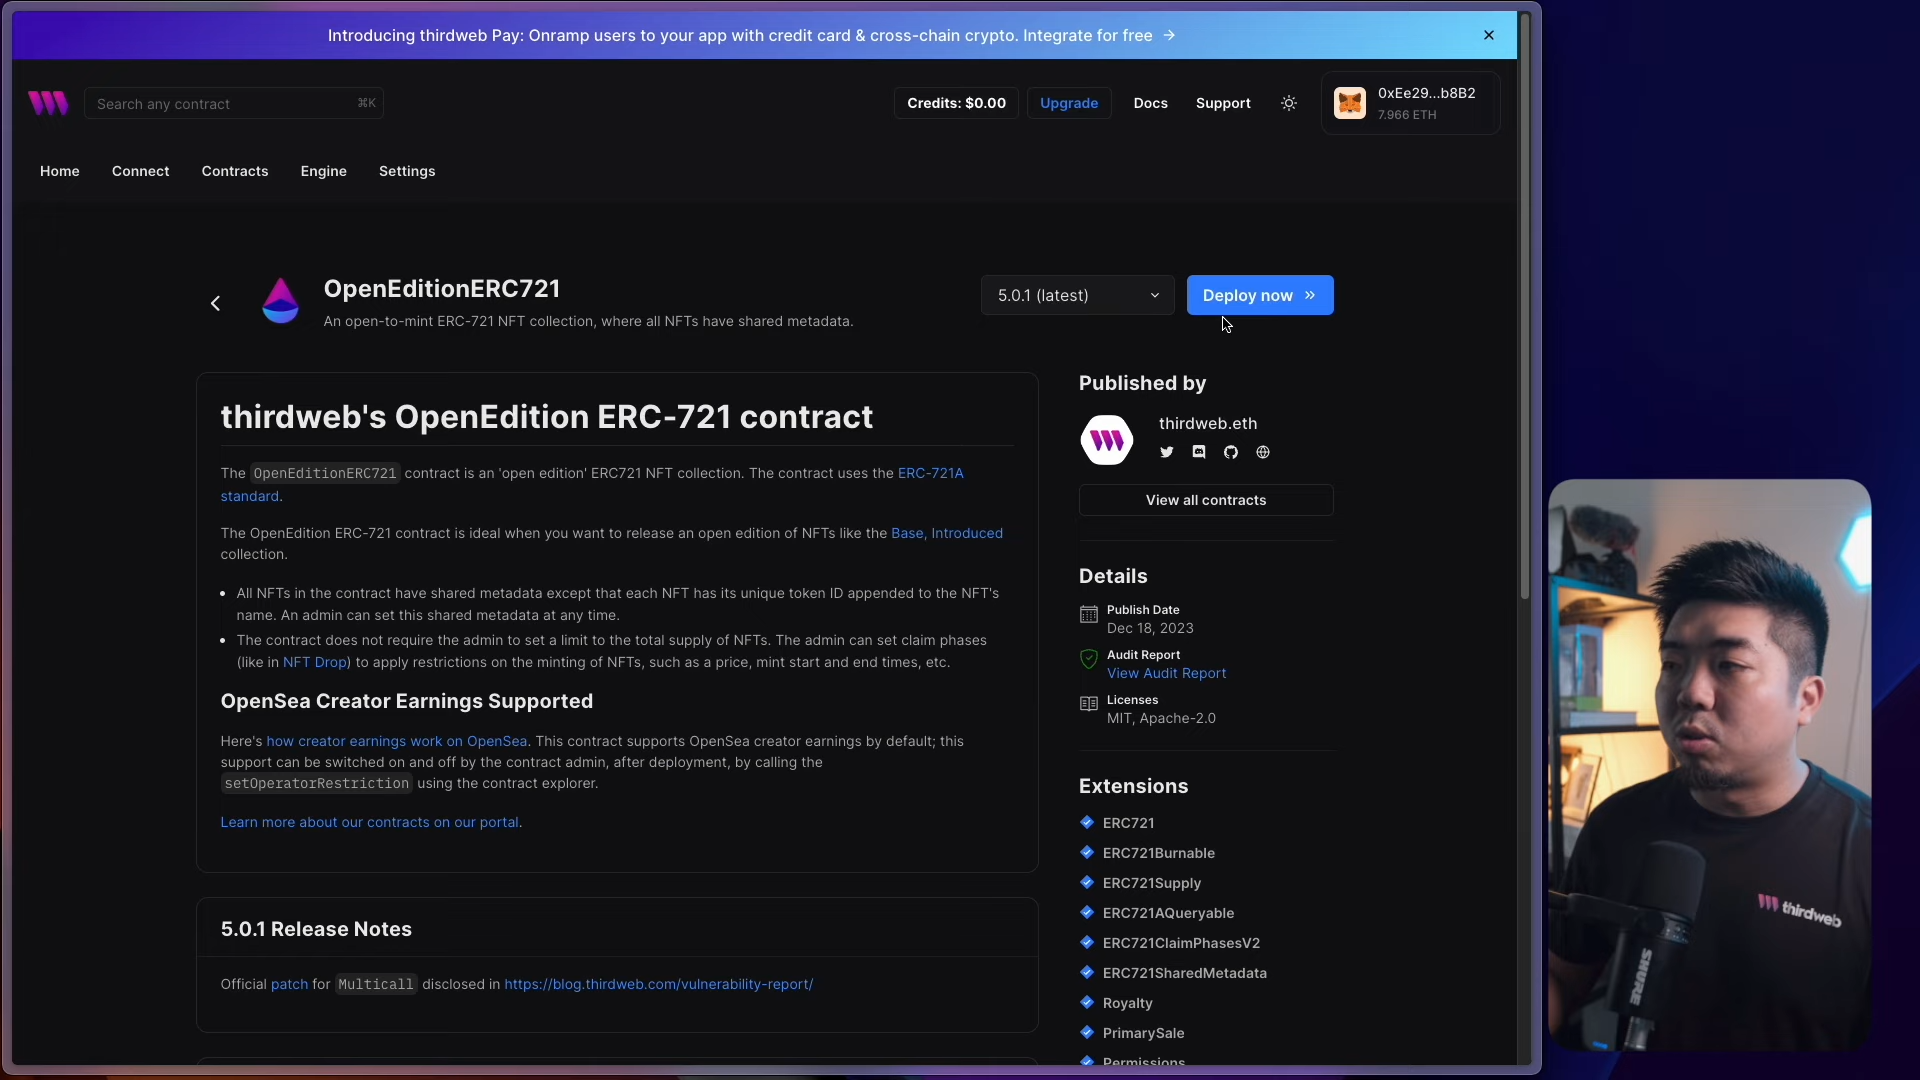 Introducing thirdweb Pay: Onramp users to your app with credit card & cross-chain crypto. Integrate for free →
Search any contract
⌘K
Credits: $0.00
Upgrade
Docs
Support
0xEe29...b8B2
7.966 ETH
Home
Connect
Contracts
Engine
Settings
OpenEditionERC721
An open-to-mint ERC-721 NFT collection, where all NFTs have shared metadata.
5.0.1 (latest)
Deploy now »
thirdweb's OpenEdition ERC-721 contract
The OpenEditionERC721 contract is an 'open edition' ERC721 NFT collection. The contract uses the ERC-721A
standard.
The OpenEdition ERC-721 contract is ideal when you want to release an open edition of NFTs like the Base, Introduced
collection.
• All NFTs in the contract have shared metadata except that each NFT has its unique token ID appended to the NFT's
name. An admin can set this shared metadata at any time.
• The contract does not require the admin to set a limit to the total supply of NFTs. The admin can set claim phases
(like in NFT Drop) to apply restrictions on the minting of NFTs, such as a price, mint start and end times, etc.
OpenSea Creator Earnings Supported
Here's how creator earnings work on OpenSea. This contract supports OpenSea creator earnings by default; this
support can be switched on and off by the contract admin, after deployment, by calling the
setOperatorRestriction using the contract explorer.
Learn more about our contracts on our portal.
5.0.1 Release Notes
Official patch for Multicall disclosed in https://blog.thirdweb.com/vulnerability-report/
Published by
thirdweb.eth
View all contracts
Details
Publish Date
Dec 18, 2023
Audit Report
View Audit Report
Licenses
MIT, Apache-2.0
Extensions
ERC721
ERC721Burnable
ERC721Supply
ERC721AQueryable
ERC721ClaimPhasesV2
ERC721SharedMetadata
Royalty
PrimarySale
Permissions
thirdweb
SHURE